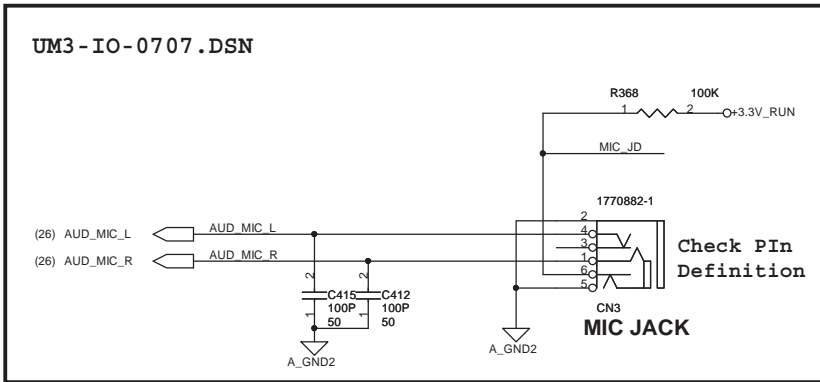 UM3-IO-0707.DSN
R368 100K
1 2 +3.3V_RUN
MIC_JD
1770882-1
2
(26) AUD_MIC_L AUD_MIC_L 4
3
(26) AUD_MIC_R AUD_MIC_R 1
6
5
Check PIn
Definition
2 2
C415 C412
100P 100P
50 50
1 1
CN3
MIC JACK
A_GND2
A_GND2